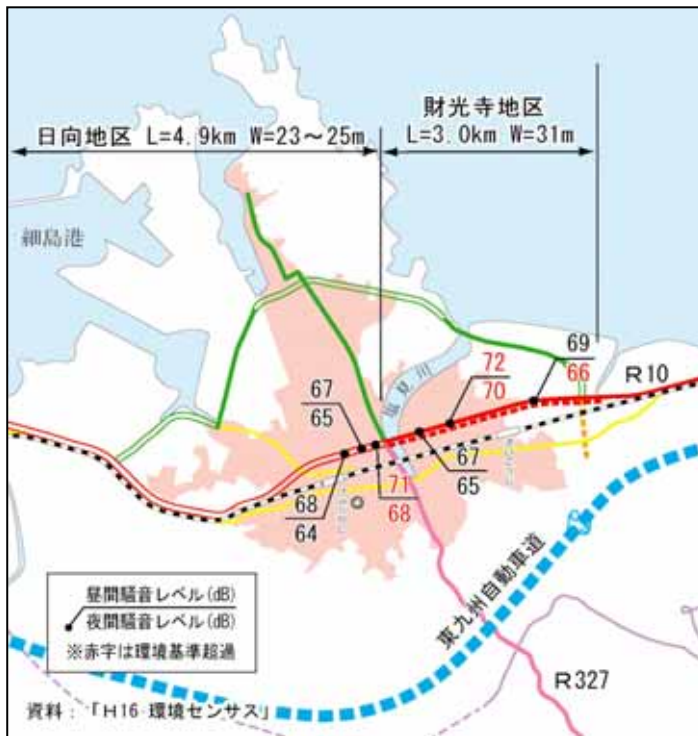 財光寺地区
日向地区 L=4.9km W=23～25m
L=3.0km W=31m
細島港
塩見川
69
66
72
70
R10
67
65
67
65
68
64
71
68
東九州自動車道
昼間騒音レベル(dB)
夜間騒音レベル(dB)
※赤字は環境基準超過
R327
資料：「H16 環境センサス」